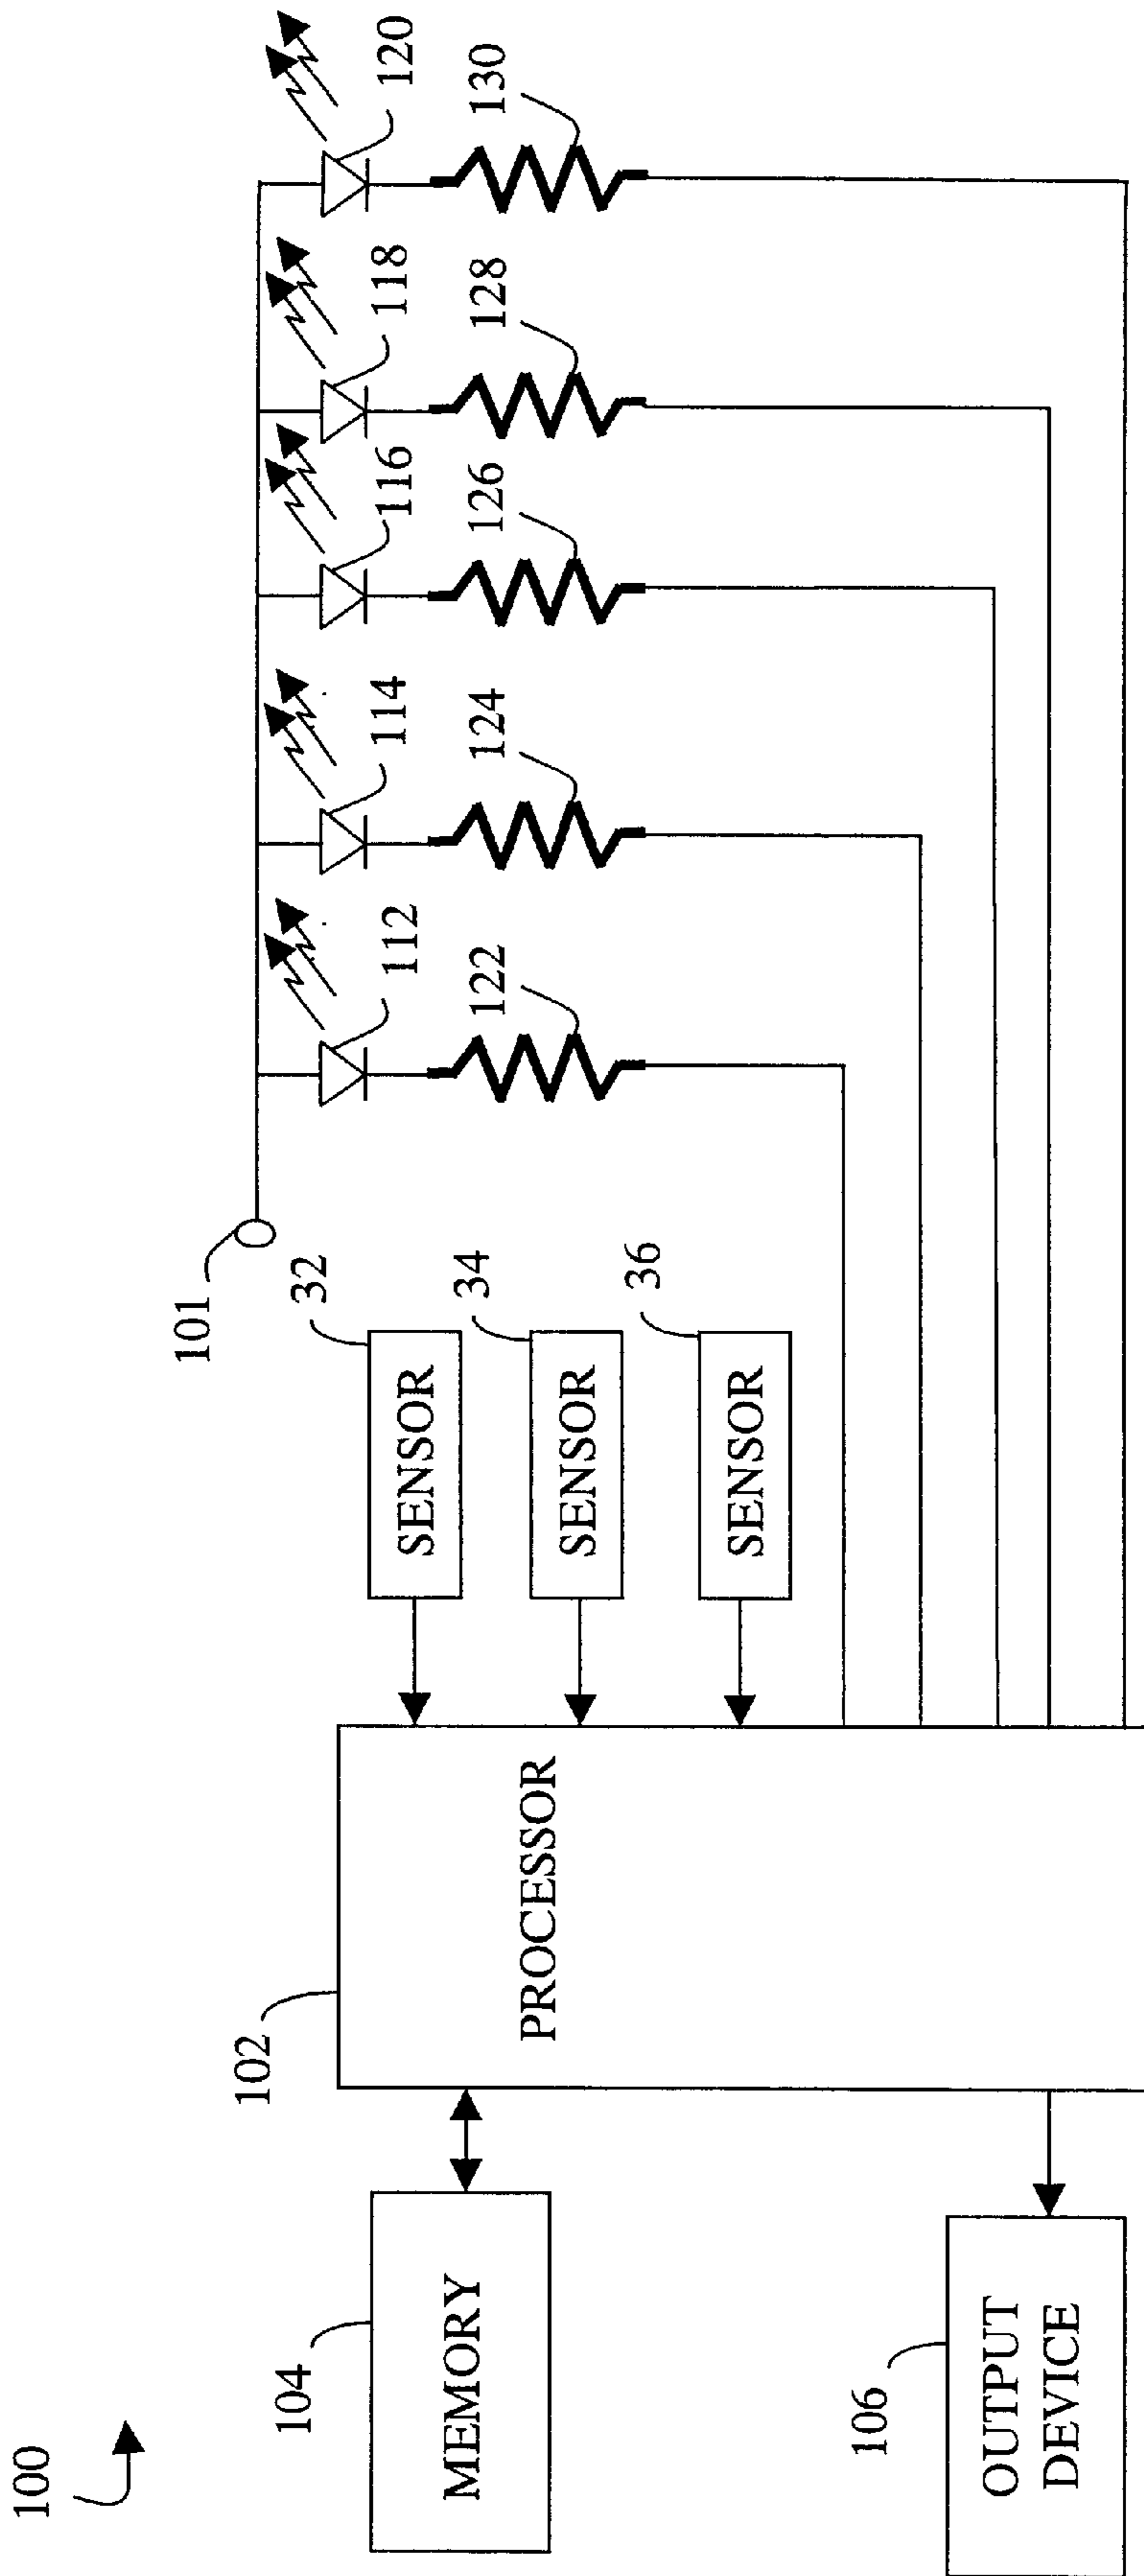 100
101
112
114
116
118
120
122
124
126
128
130
32
SENSOR
34
SENSOR
36
SENSOR
102
PROCESSOR
104
MEMORY
106
OUTPUT
DEVICE